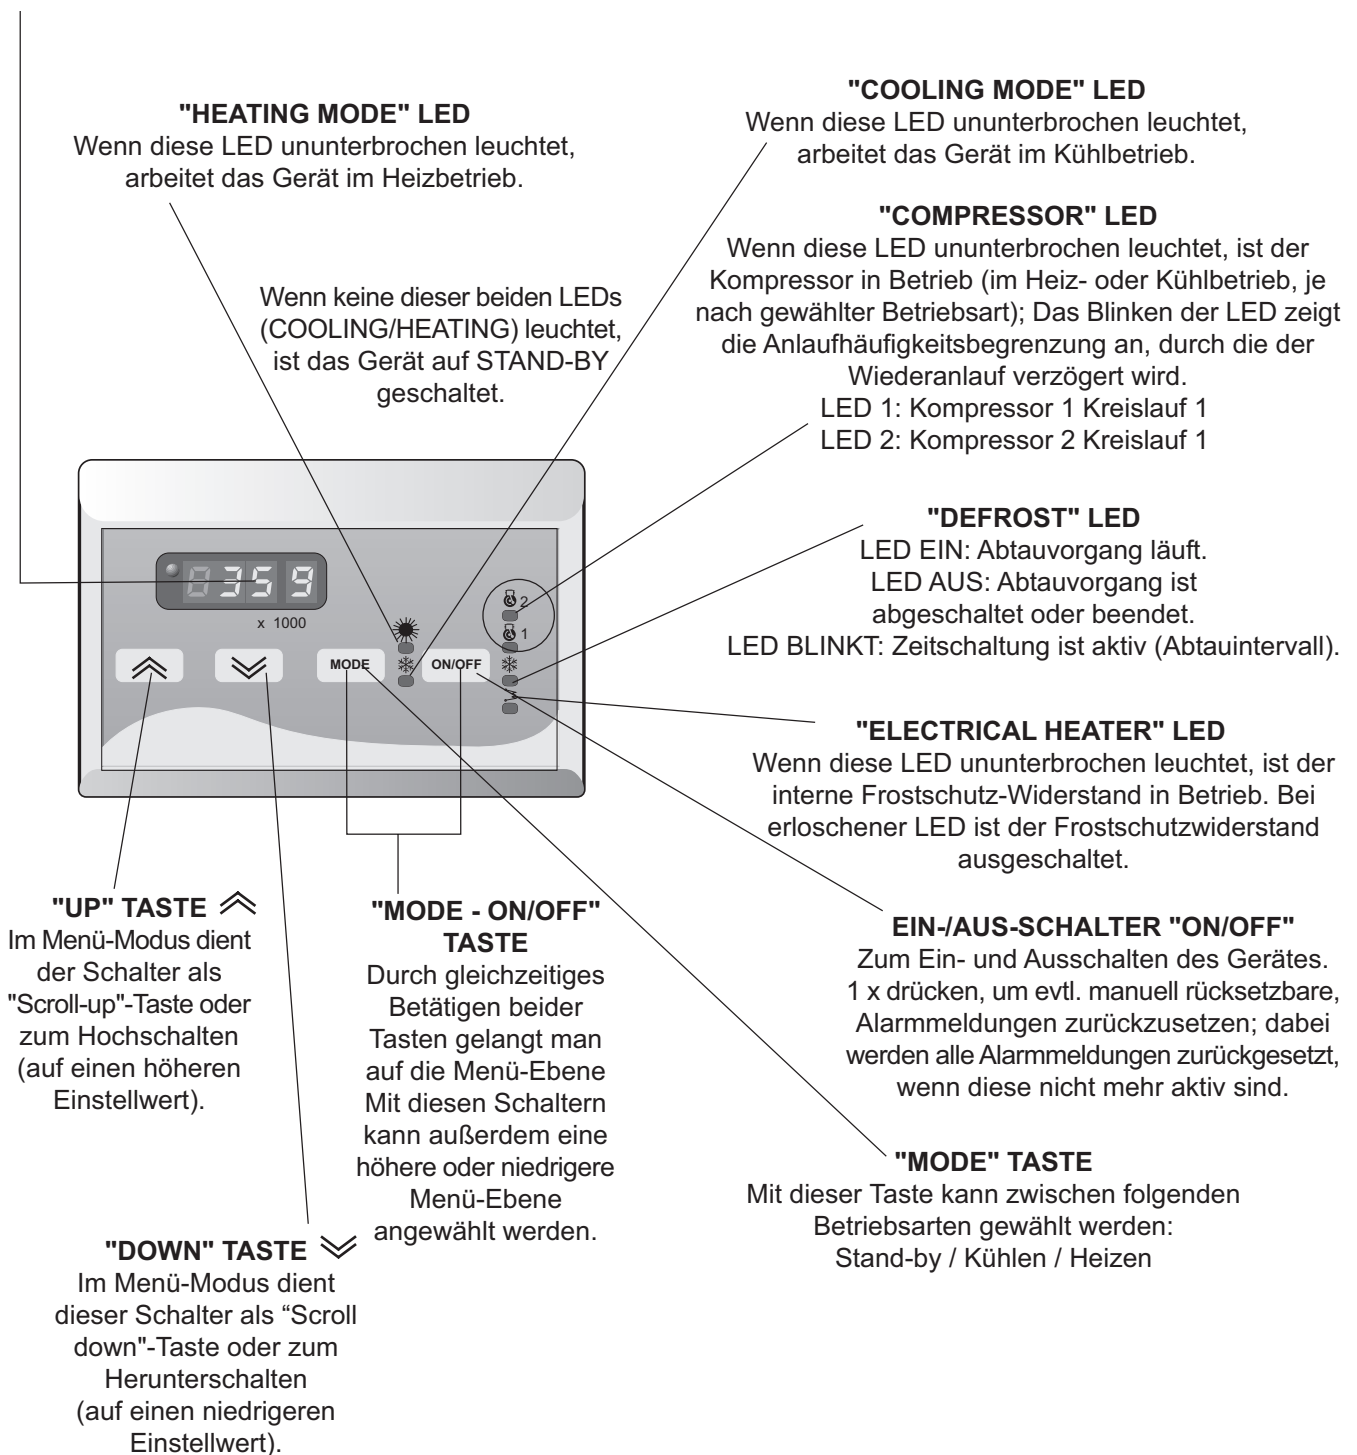 "HEATING MODE" LED
Wenn diese LED ununterbrochen leuchtet,
arbeitet das Gerät im Heizbetrieb.
"COOLING MODE" LED
Wenn diese LED ununterbrochen leuchtet,
arbeitet das Gerät im Kühlbetrieb.
Wenn keine dieser beiden LEDs
(COOLING/HEATING) leuchtet,
ist das Gerät auf STAND-BY
geschaltet.
"COMPRESSOR" LED
Wenn diese LED ununterbrochen leuchtet, ist der
Kompressor in Betrieb (im Heiz- oder Kühlbetrieb, je
nach gewählter Betriebsart); Das Blinken der LED zeigt
die Anlaufhäufigkeitsbegrenzung an, durch die der
Wiederanlauf verzögert wird.
LED 1: Kompressor 1 Kreislauf 1
LED 2: Kompressor 2 Kreislauf 1
"DEFROST" LED
LED EIN: Abtauvorgang läuft.
LED AUS: Abtauvorgang ist
abgeschaltet oder beendet.
LED BLINKT: Zeitschaltung ist aktiv (Abtauintervall).
359
x 1000
2
1
MODE
ON/OFF
"ELECTRICAL HEATER" LED
Wenn diese LED ununterbrochen leuchtet, ist der
interne Frostschutz-Widerstand in Betrieb. Bei
erloschener LED ist der Frostschutzwiderstand
ausgeschaltet.
"UP" TASTE
Im Menü-Modus dient
der Schalter als
"Scroll-up"-Taste oder
zum Hochschalten
(auf einen höheren
Einstellwert).
"MODE - ON/OFF"
TASTE
Durch gleichzeitiges
Betätigen beider
Tasten gelangt man
auf die Menü-Ebene
Mit diesen Schaltern
kann außerdem eine
höhere oder niedrigere
Menü-Ebene
angewählt werden.
EIN-/AUS-SCHALTER "ON/OFF"
Zum Ein- und Ausschalten des Gerätes.
1 x drücken, um evtl. manuell rücksetzbare,
Alarmmeldungen zurückzusetzen; dabei
werden alle Alarmmeldungen zurückgesetzt,
wenn diese nicht mehr aktiv sind.
"MODE" TASTE
Mit dieser Taste kann zwischen folgenden
Betriebsarten gewählt werden:
Stand-by / Kühlen / Heizen
"DOWN" TASTE
Im Menü-Modus dient
dieser Schalter als “Scroll
down"-Taste oder zum
Herunterschalten
(auf einen niedrigeren
Einstellwert).